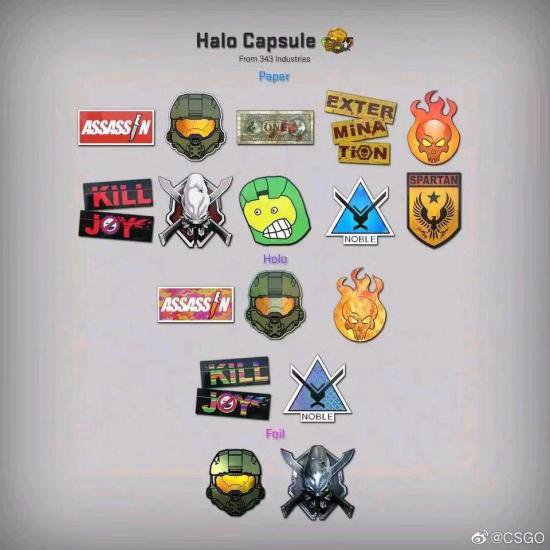 Halo Capsule
From 343 Industries
Paper
ASSASSIN
ONE
EXTER
MiNA
TiON
KILL
JOY
NOBLE
SPARTAN
Holo
ASSASSIN
KILL
JOY
NOBLE
Foil
@CSGO